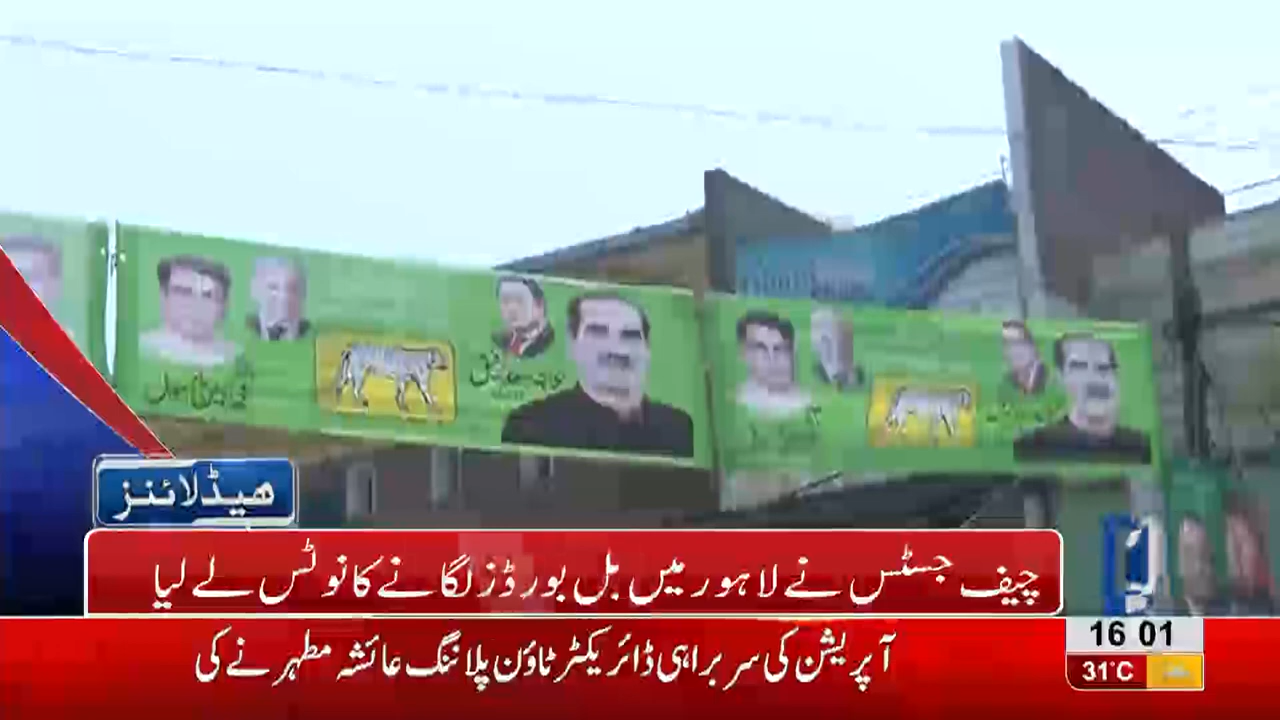 ہیڈلائنز
چیف جسٹس نے لاہور میں بل بورڈز لگانے کا نوٹس لے لیا
آپریشن کی سربراہی ڈائریکٹر ٹاؤن پلاننگ عائشہ مطہر نے کی
16 01
31°C